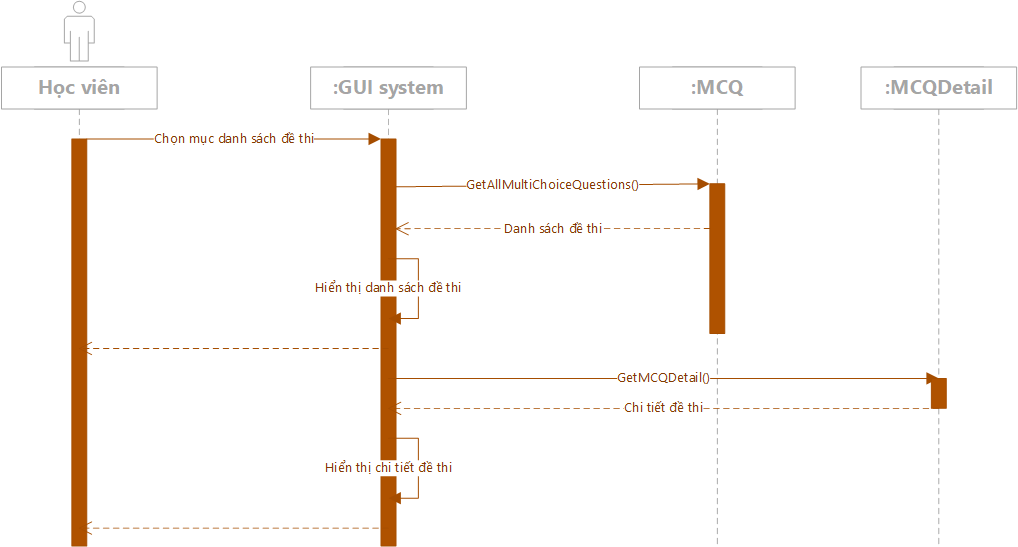 Học viên
:GUI system
:MCQ
:MCQDetail
Chọn mục danh sách đề thi
GetAllMultiChoiceQuestions()
Danh sách đề thi
Hiển thị danh sách đề thi
GetMCQDetail()
Chi tiết đề thi
Hiển thị chi tiết đề thi